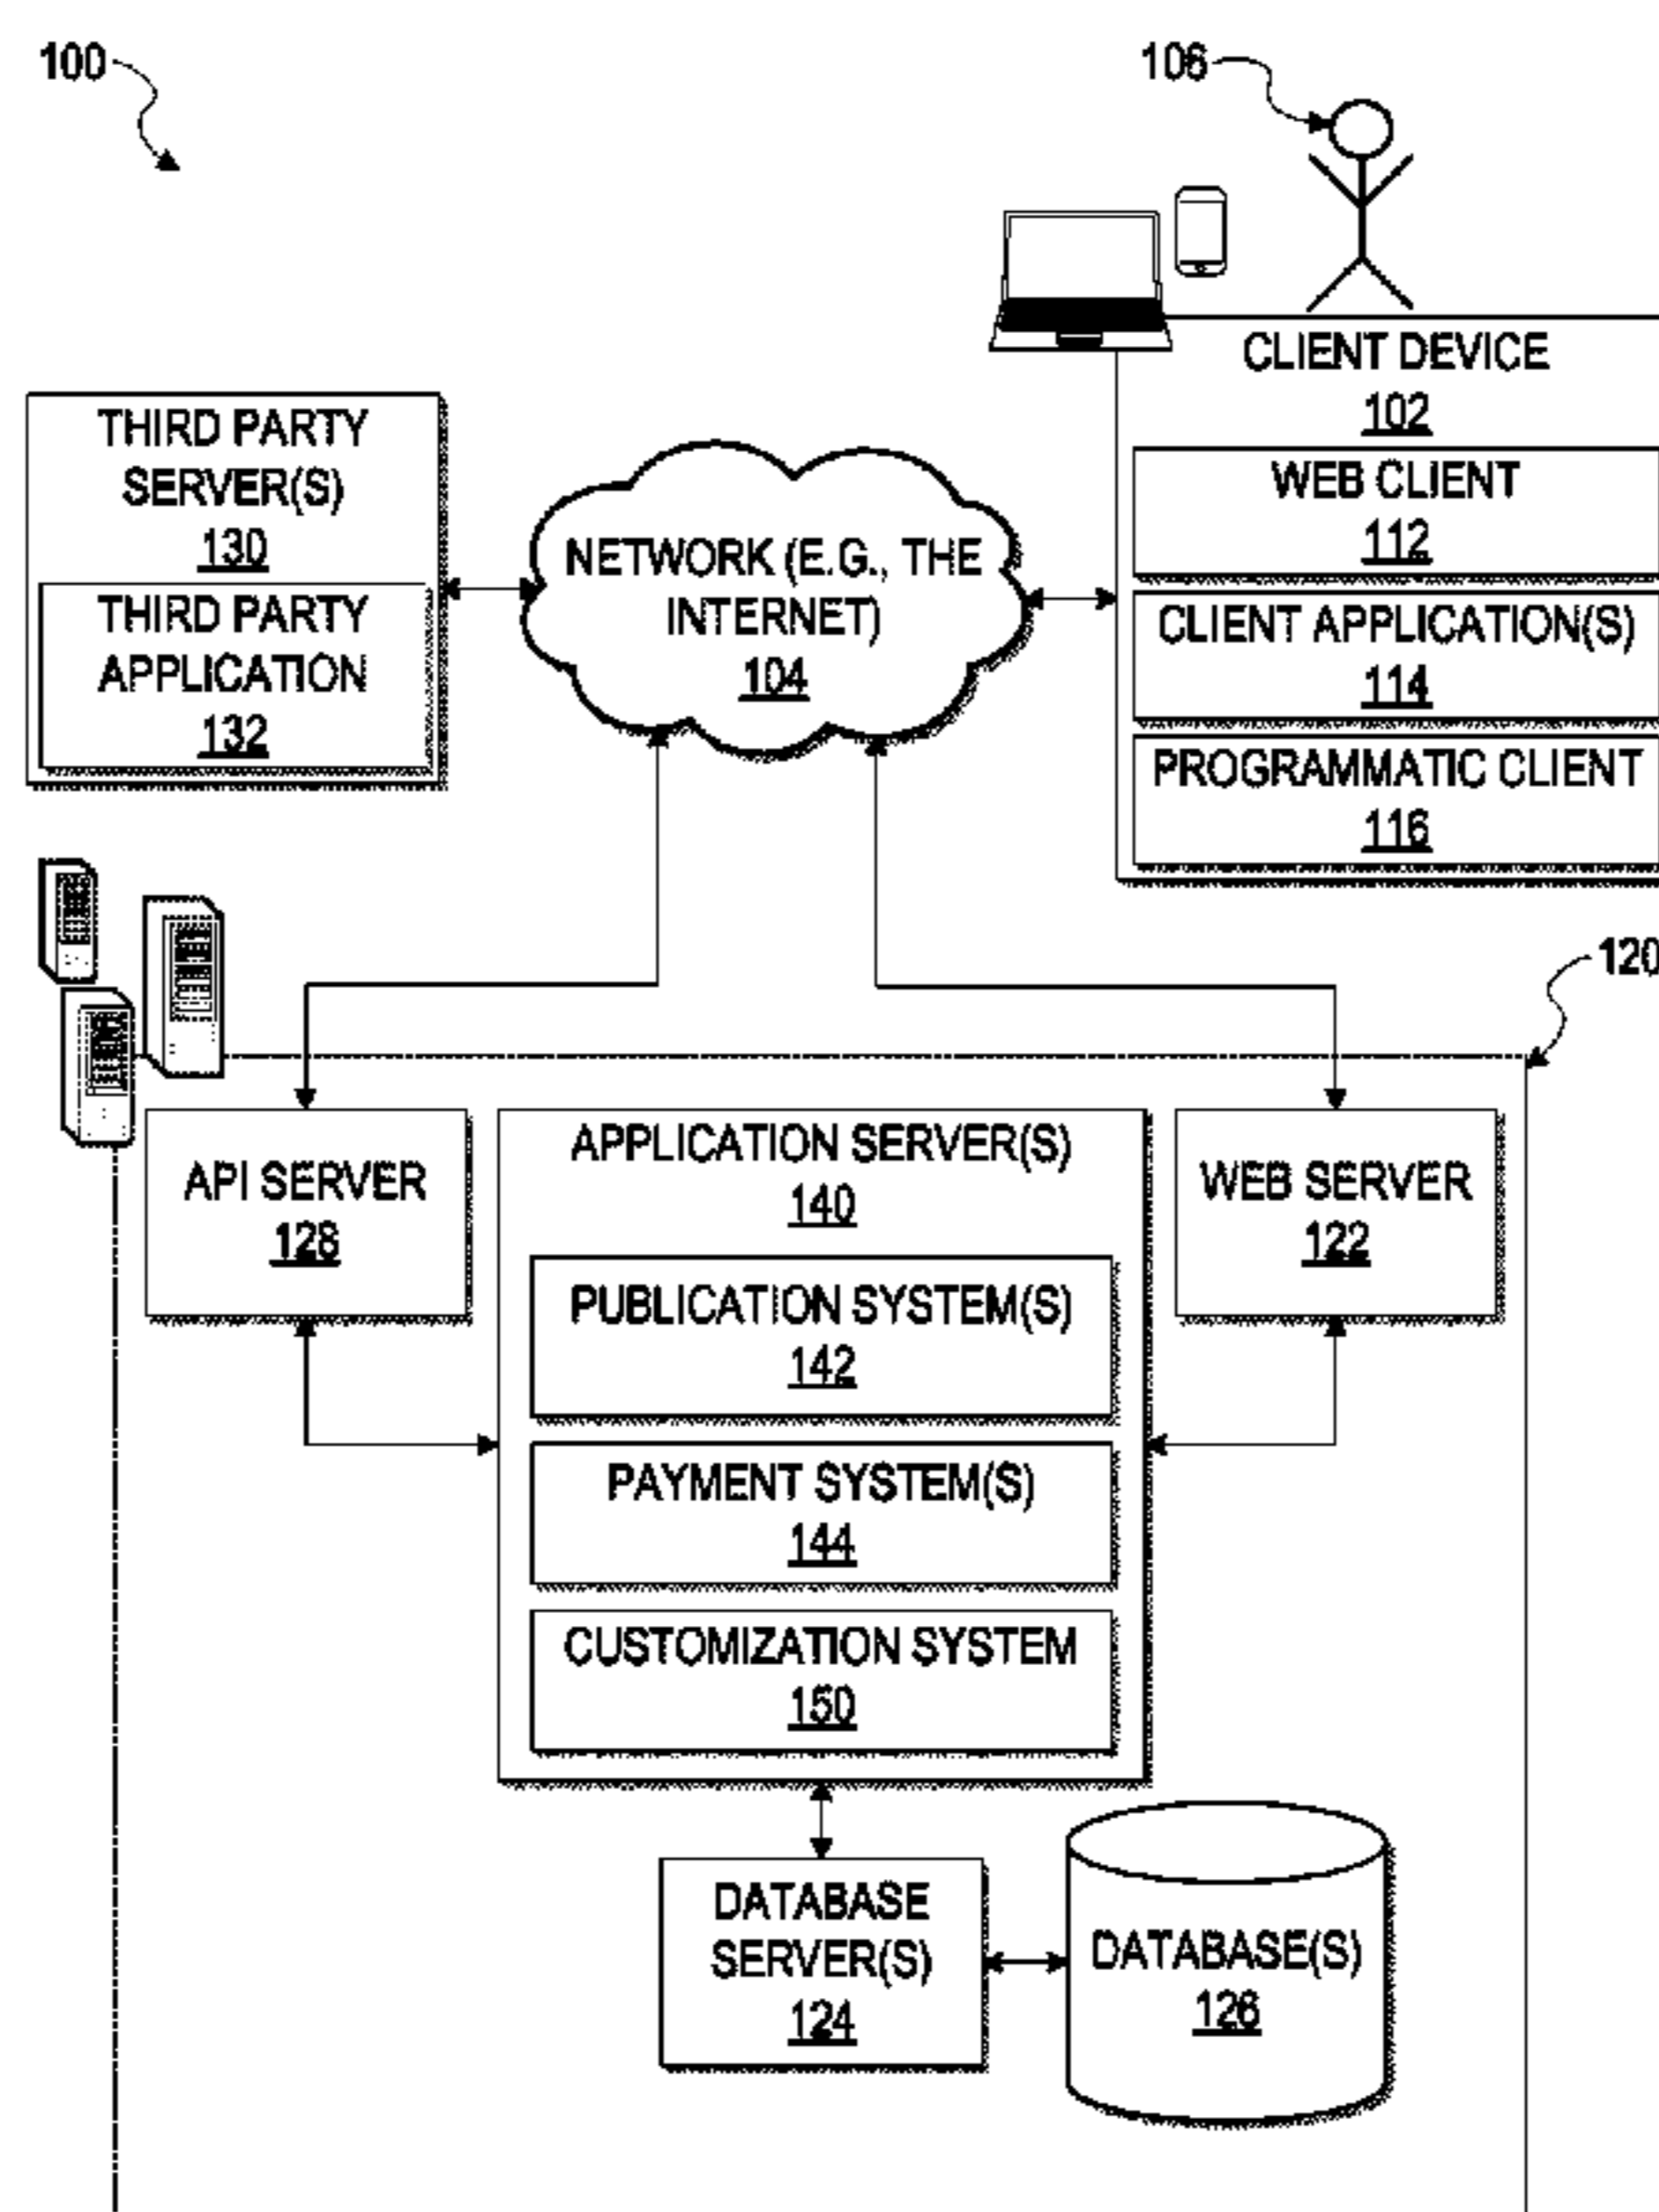 100
106
CLIENT DEVICE
102
WEB CLIENT
112
CLIENT APPLICATION(S)
114
PROGRAMMATIC CLIENT
116
THIRD PARTY
SERVER(S)
130
THIRD PARTY
APPLICATION
132
NETWORK (E.G., THE
INTERNET)
104
120
API SERVER
128
APPLICATION SERVER(S)
140
PUBLICATION SYSTEM(S)
142
PAYMENT SYSTEM(S)
144
CUSTOMIZATION SYSTEM
150
WEB SERVER
122
DATABASE
SERVER(S)
124
DATABASE(S)
126